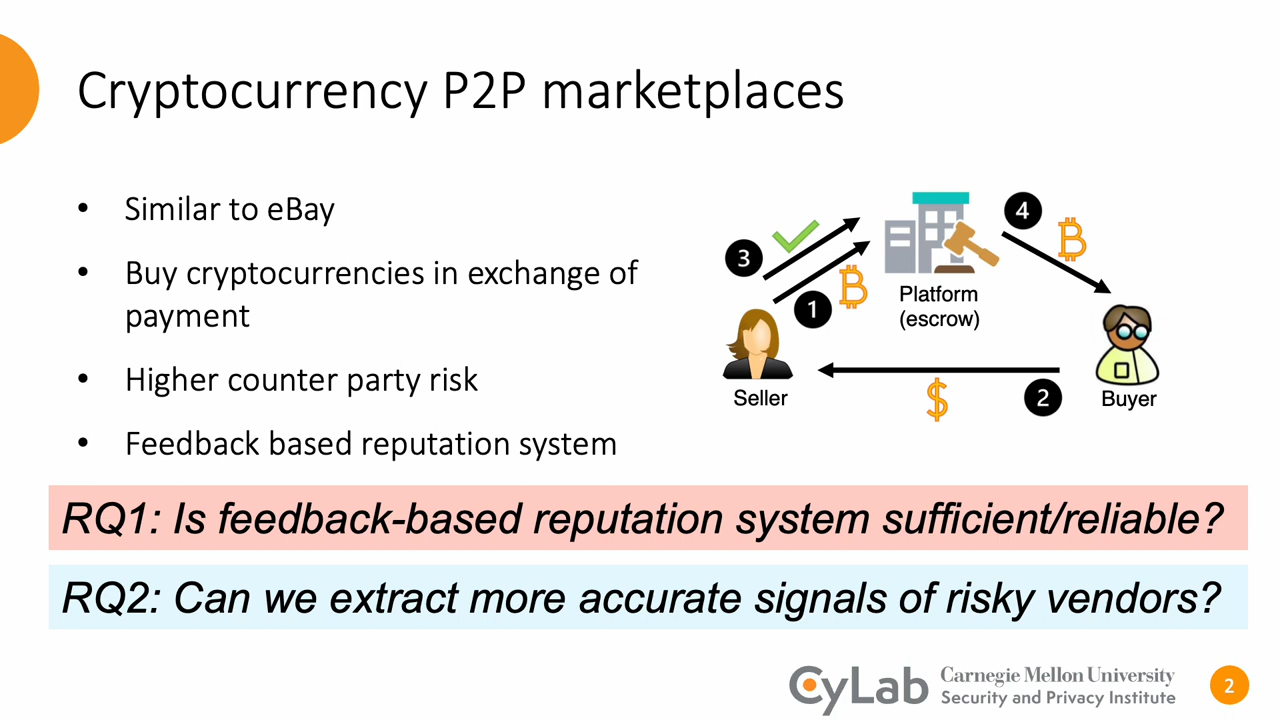 Cryptocurrency P2P marketplaces
• Similar to eBay
• Buy cryptocurrencies in exchange of
payment
• Higher counter party risk
• Feedback based reputation system
3
1
4
Platform
(escrow)
Seller
$
2
Buyer
RQ1: Is feedback-based reputation system sufficient/reliable?
RQ2: Can we extract more accurate signals of risky vendors?
CyLab
Carnegie Mellon University
Security and Privacy Institute
2